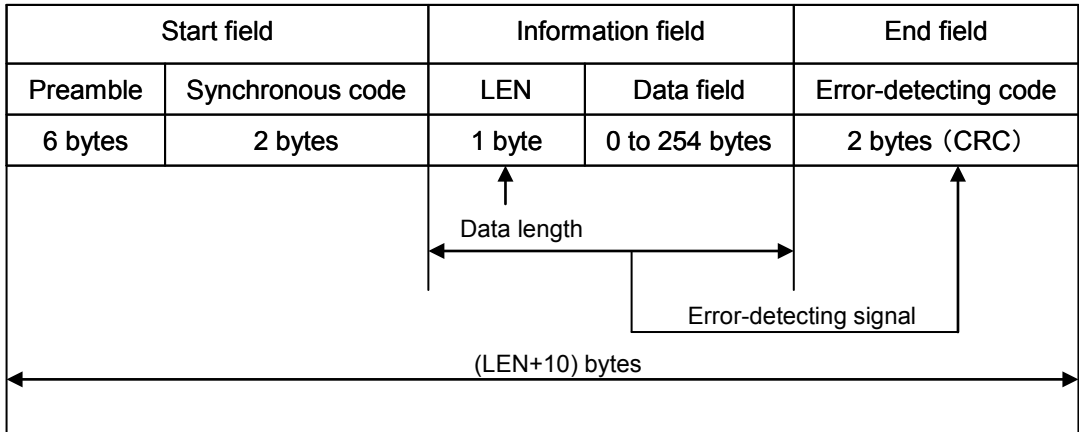 Start field Information field End field
Preamble Synchronous code LEN Data field Error-detecting code
6 bytes 2 bytes 1 byte 0 to 254 bytes 2 bytes（CRC）
Data length
Error-detecting signal
(LEN+10) bytes